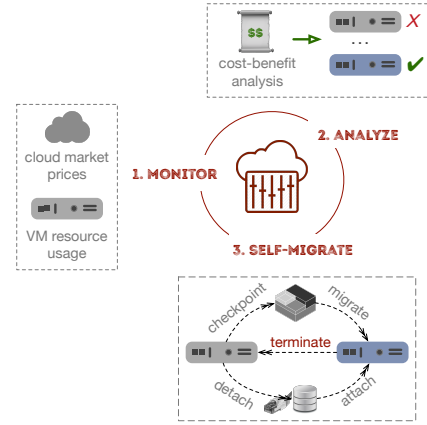 $$
cost-benefit
analysis
...
X
✔
cloud market
prices
VM resource
usage
1. MONITOR
2. ANALYZE
3. SELF-MIGRATE
checkpoint
migrate
terminate
detach
attach